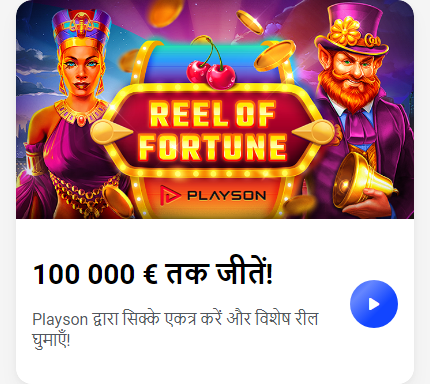 REEL OF
FORTUNE
PLAYSON
100 000 € तक जीतें!
Playson द्वारा सिक्के एकत्र करें और विशेष रील
घुमाएँ!